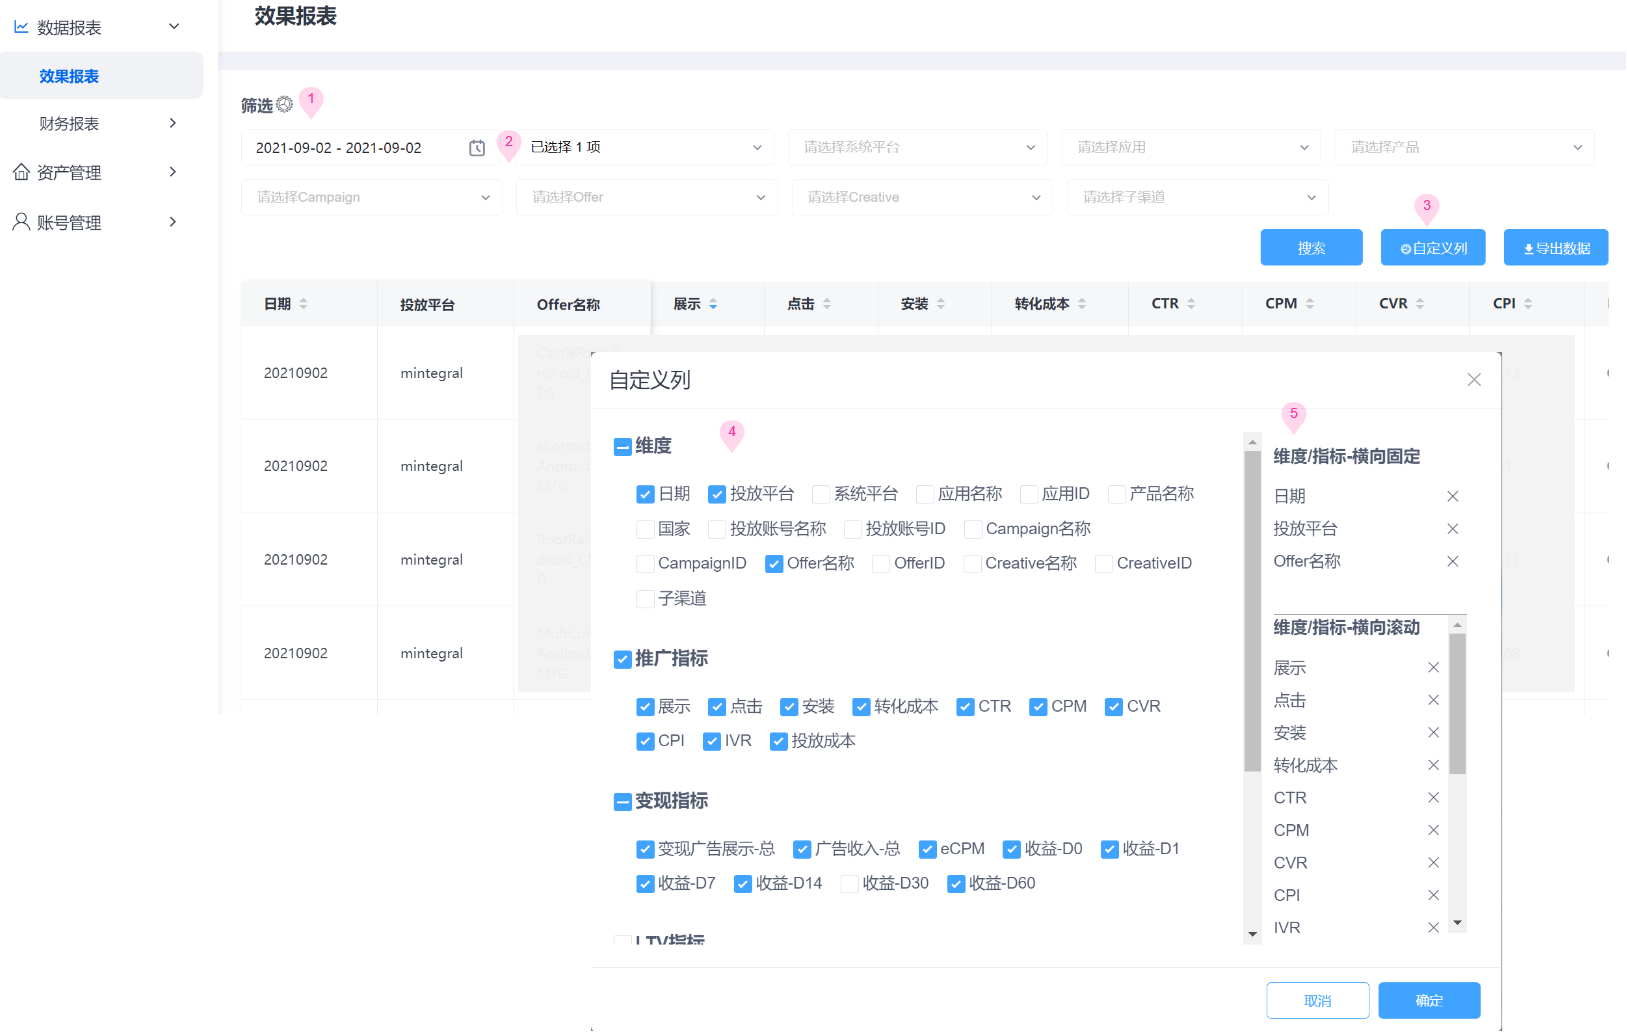 数据报表
效果报表
财务报表
资产管理
账号管理
效果报表
筛选
1
2021-09-02 - 2021-09-02
2
已选择 1 项
请选择系统平台
请选择应用
请选择产品
请选择Campaign
请选择Offer
请选择Creative
请选择子渠道
3
搜索
自定义列
导出数据
日期 投放平台 Offer名称 展示 点击 安装 转化成本 CTR CPM CVR CPI
20210902 mintegral
20210902 mintegral
20210902 mintegral
20210902 mintegral
自定义列
4
维度
日期 投放平台 系统平台 应用名称 应用ID 产品名称
国家 投放账号名称 投放账号ID Campaign名称
CampaignID Offer名称 OfferID Creative名称 CreativeID
子渠道
推广指标
展示 点击 安装 转化成本 CTR CPM CVR
CPI IVR 投放成本
变现指标
变现广告展示-总 广告收入-总 eCPM 收益-D0 收益-D1
收益-D7 收益-D14 收益-D30 收益-D60
LTV指标
5
维度/指标-横向固定
日期
投放平台
Offer名称
维度/指标-横向滚动
展示
点击
安装
转化成本
CTR
CPM
CVR
CPI
IVR
取消
确定